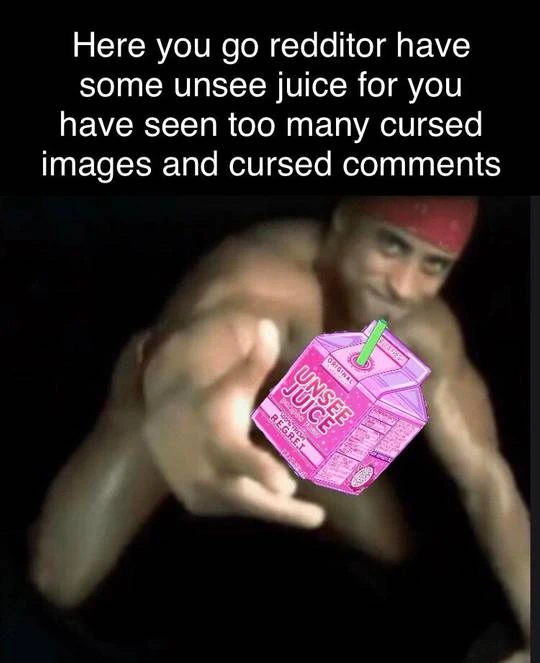 Here you go redditor have
some unsee juice for you
have seen too many cursed
images and cursed comments
ORIGINAL
UNSEE
JUICE
REGRET